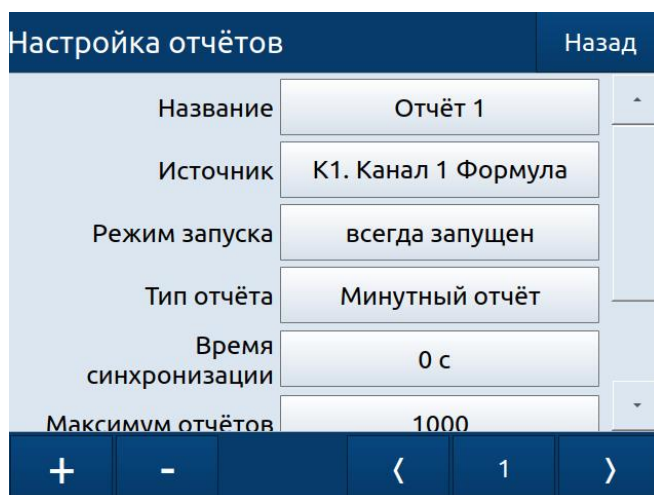 Настройка отчётов Назад
Название Отчёт 1
Источник К1. Канал 1 Формула
Режим запуска всегда запущен
Тип отчёта Минутный отчёт
Время
синхронизации 0 с
Максимум отчётов 1000
+ - ⟨ 1 ⟩